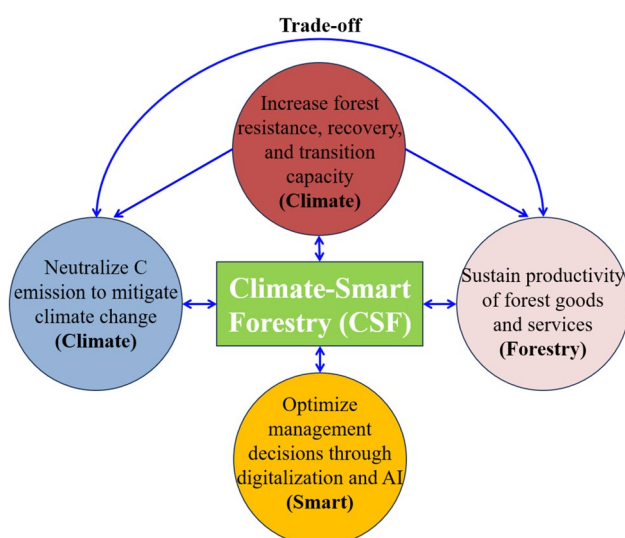 Trade-off
Increase forest
resistance, recovery,
and transition
capacity
(Climate)
Neutralize C
emission to mitigate
climate change
(Climate)
Climate-Smart
Forestry (CSF)
Sustain productivity
of forest goods
and services
(Forestry)
Optimize
management
decisions through
digitalization and AI
(Smart)